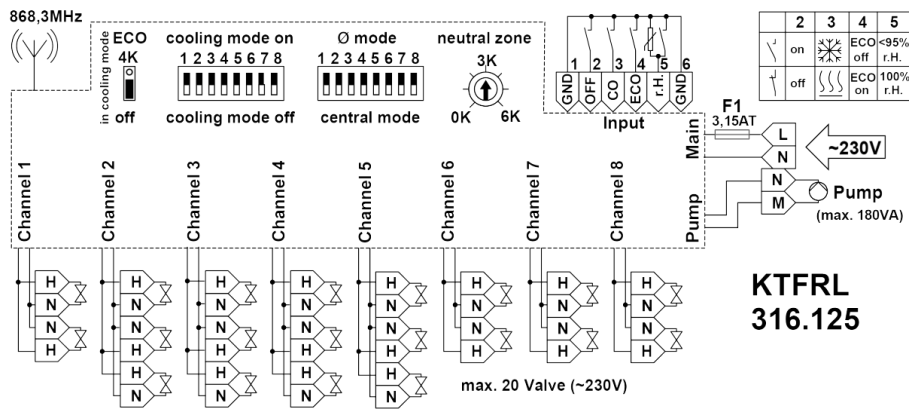 868,3MHz
in cooling mode
ECO
4K
off
cooling mode on
1 2 3 4 5 6 7 8
cooling mode off
Ø mode
1 2 3 4 5 6 7 8
central mode
neutral zone
3K
0K
6K
1 2 3 4 5 6
GND OFF CO ECO r.H. GND
Input
2 3 4 5
on ECO off <95% r.H.
off ECO on 100% r.H.
F1
3,15AT
Main
L
N
~230V
Pump
N
M
Pump
(max. 180VA)
Channel 1
Channel 2
Channel 3
Channel 4
Channel 5
Channel 6
Channel 7
Channel 8
H H H H H H H H
N N N N N N N N
N N N N N N N N
H H H H H H H H
H H H H
N N N N
max. 20 Valve (~230V)
KTFRL
316.125